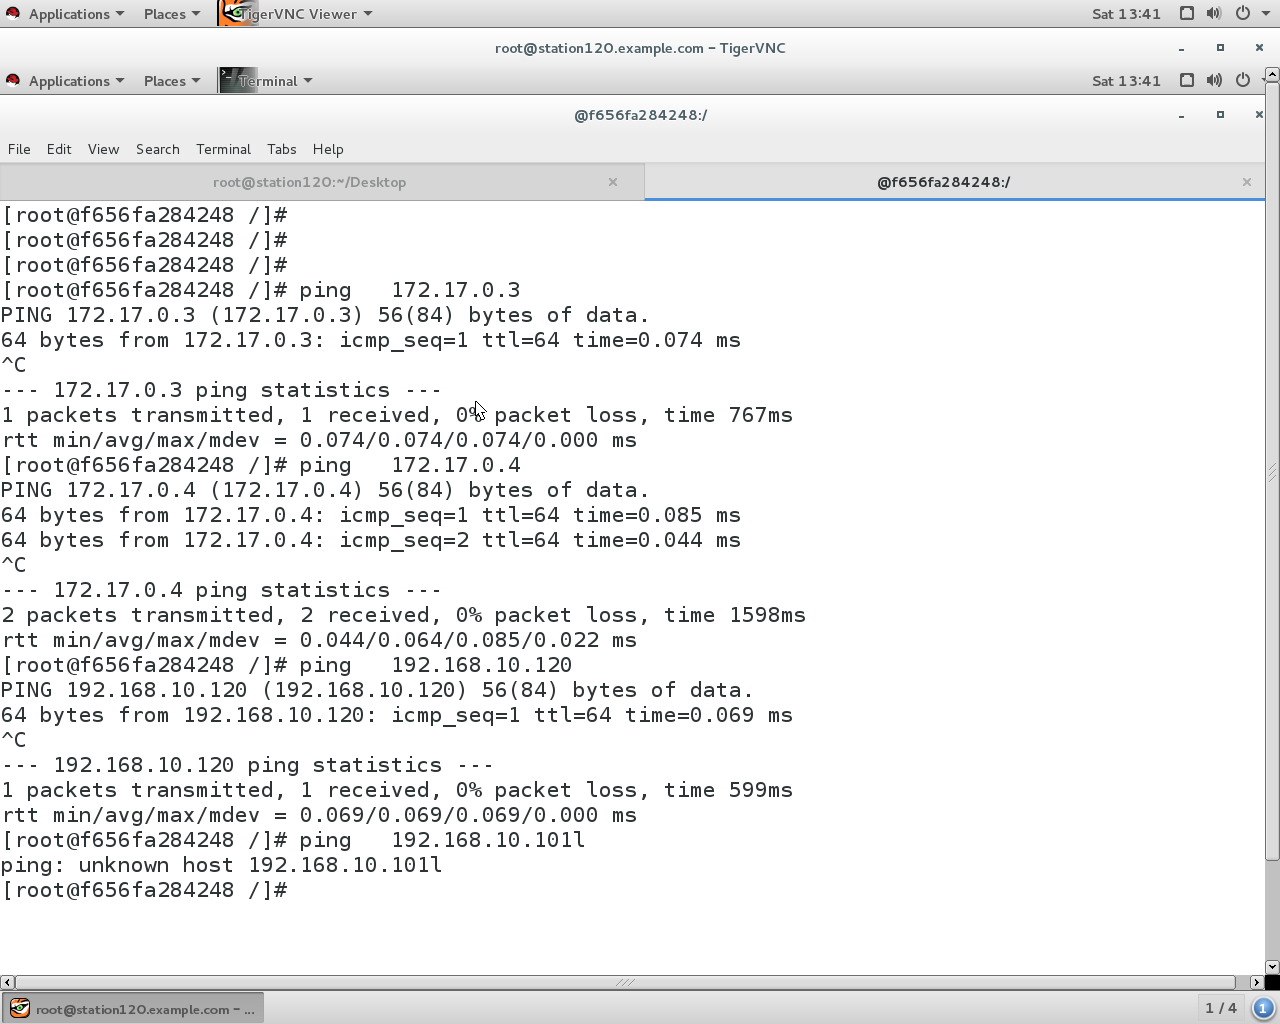 Applications Places TigerVNC Viewer Sat 13:41
root@station120.example.com - TigerVNC
Applications Places Terminal Sat 13:41
@f656fa284248:/
File Edit View Search Terminal Tabs Help
root@station120:~/Desktop @f656fa284248:/
[root@f656fa284248 /]#
[root@f656fa284248 /]#
[root@f656fa284248 /]#
[root@f656fa284248 /]# ping   172.17.0.3
PING 172.17.0.3 (172.17.0.3) 56(84) bytes of data.
64 bytes from 172.17.0.3: icmp_seq=1 ttl=64 time=0.074 ms
^C
--- 172.17.0.3 ping statistics ---
1 packets transmitted, 1 received, 0% packet loss, time 767ms
rtt min/avg/max/mdev = 0.074/0.074/0.074/0.000 ms
[root@f656fa284248 /]# ping   172.17.0.4
PING 172.17.0.4 (172.17.0.4) 56(84) bytes of data.
64 bytes from 172.17.0.4: icmp_seq=1 ttl=64 time=0.085 ms
64 bytes from 172.17.0.4: icmp_seq=2 ttl=64 time=0.044 ms
^C
--- 172.17.0.4 ping statistics ---
2 packets transmitted, 2 received, 0% packet loss, time 1598ms
rtt min/avg/max/mdev = 0.044/0.064/0.085/0.022 ms
[root@f656fa284248 /]# ping   192.168.10.120
PING 192.168.10.120 (192.168.10.120) 56(84) bytes of data.
64 bytes from 192.168.10.120: icmp_seq=1 ttl=64 time=0.069 ms
^C
--- 192.168.10.120 ping statistics ---
1 packets transmitted, 1 received, 0% packet loss, time 599ms
rtt min/avg/max/mdev = 0.069/0.069/0.069/0.000 ms
[root@f656fa284248 /]# ping   192.168.10.101l
ping: unknown host 192.168.10.101l
[root@f656fa284248 /]#
root@station120.example.com - ... 1 / 4 1